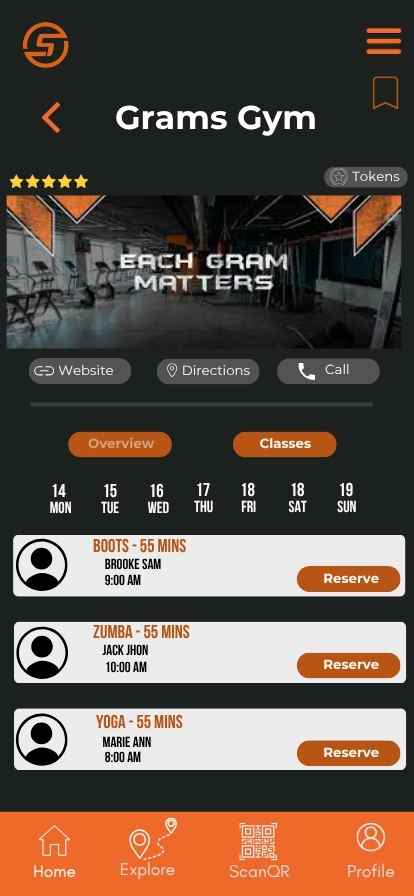 Grams Gym
Tokens
EACH GRAM
MATTERS
Website
Directions
Call
Overview
Classes
14 15 16 17 18 18 19
MON TUE WED THU FRI SAT SUN
BOOTS - 55 MINS
BROOKE SAM
9:00 AM
Reserve
ZUMBA - 55 MINS
JACK JHON
10:00 AM
Reserve
YOGA - 55 MINS
MARIE ANN
8:00 AM
Reserve
Home
Explore
ScanQR
Profile